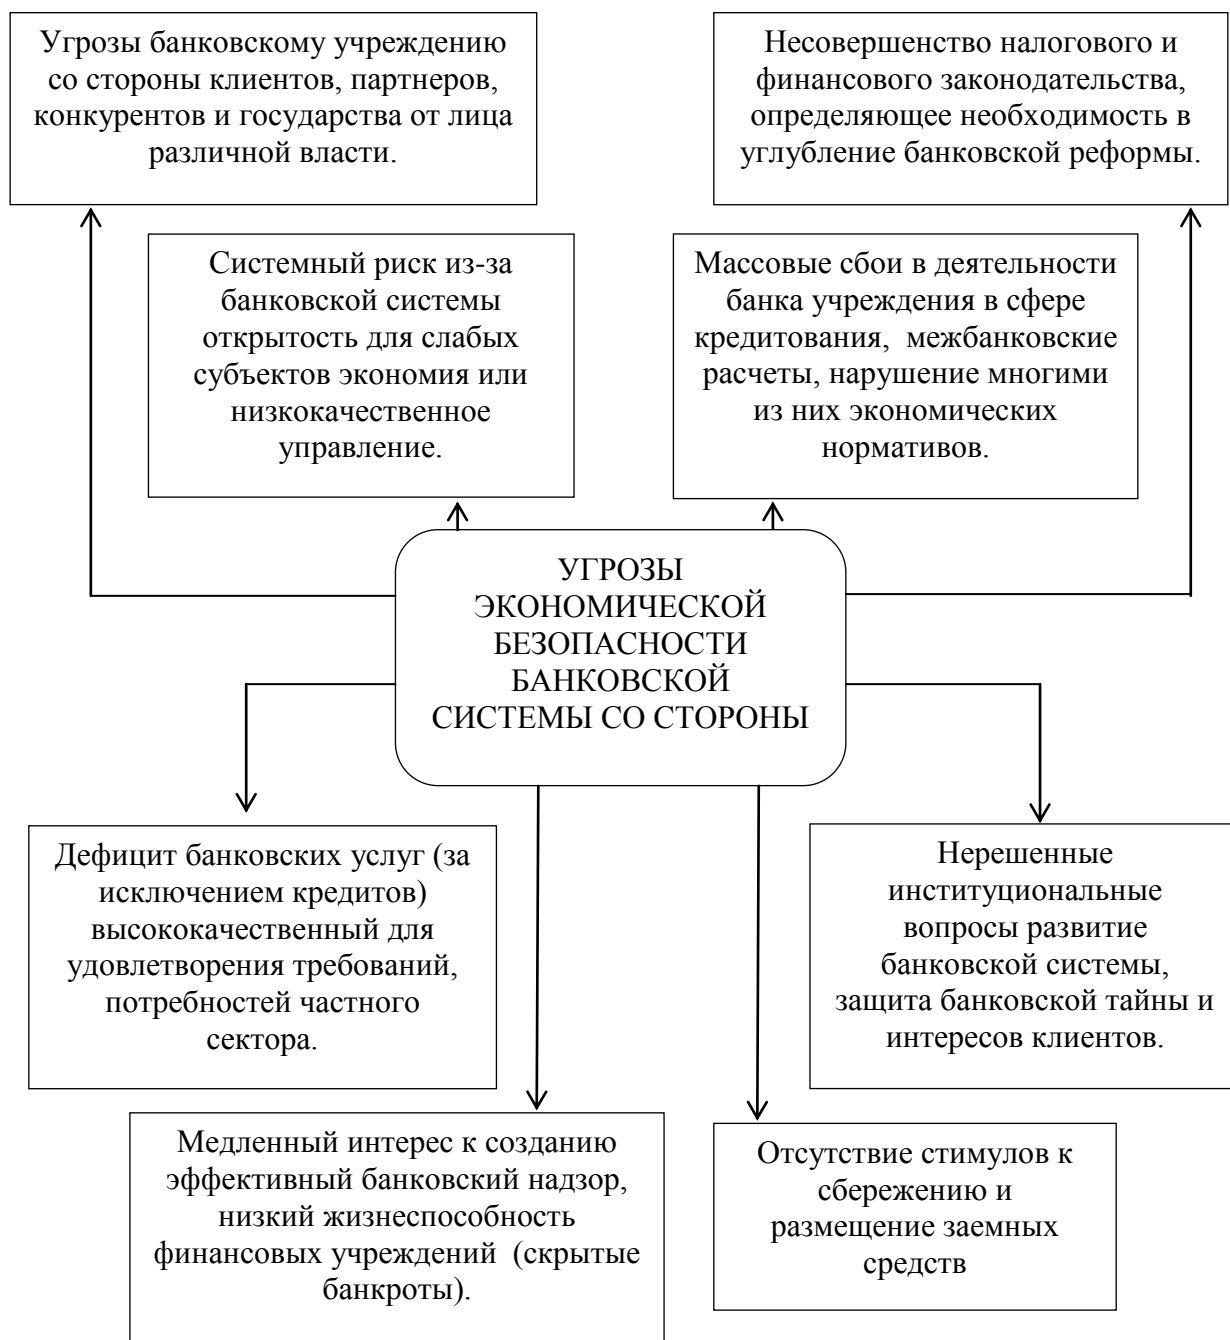 Угрозы банковскому учреждению
со стороны клиентов, партнеров,
конкурентов и государства от лица
различной власти.
Несовершенство налогового и
финансового законодательства,
определяющее необходимость в
углубление банковской реформы.
Системный риск из-за
банковской системы
открытость для слабых
субъектов экономия или
низкокачественное
управление.
Массовые сбои в деятельности
банка учреждения в сфере
кредитования, межбанковские
расчеты, нарушение многими
из них экономических
нормативов.
УГРОЗЫ
ЭКОНОМИЧЕСКОЙ
БЕЗОПАСНОСТИ
БАНКОВСКОЙ
СИСТЕМЫ СО СТОРОНЫ
Дефицит банковских услуг (за
исключением кредитов)
высококачественный для
удовлетворения требований,
потребностей частного
сектора.
Нерешенные
институциональные
вопросы развитие
банковской системы,
защита банковской тайны и
интересов клиентов.
Медленный интерес к созданию
эффективный банковский надзор,
низкий жизнеспособность
финансовых учреждений (скрытые
банкроты).
Отсутствие стимулов к
сбережению и
размещение заемных
средств